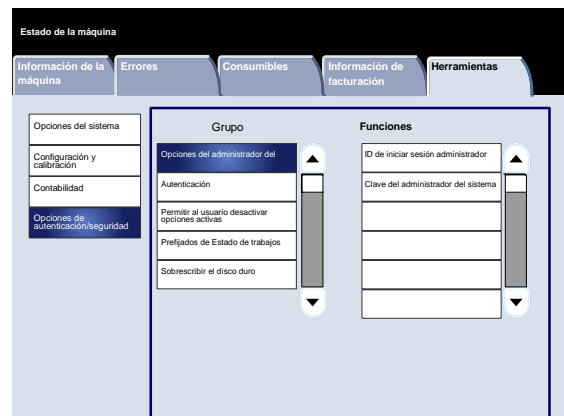 Estado de la máquina
Información de la
máquina
Errores
Consumibles
Información de
facturación
Herramientas
Opciones del sistema
Configuración y
calibración
Contabilidad
Opciones de
autenticación/seguridad
Grupo
Opciones del administrador del
Autenticación
Permitir al usuario desactivar
opciones activas
Prefijados de Estado de trabajos
Sobrescribir el disco duro
Funciones
ID de iniciar sesión administrador
Clave del administrador del sistema